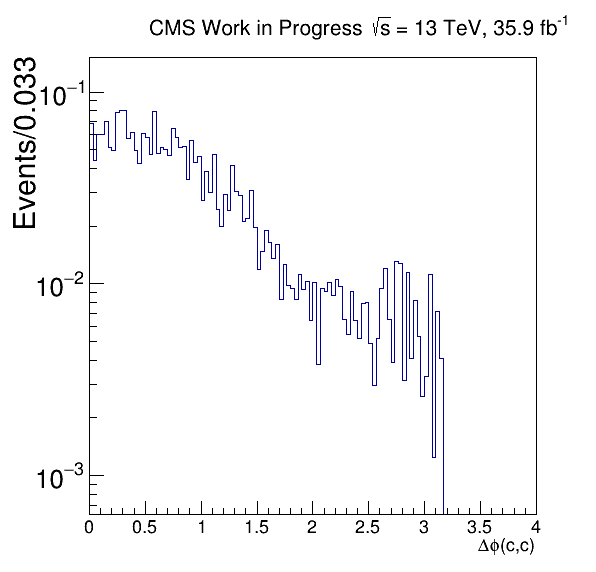 CMS Work in Progress √s = 13 TeV, 35.9 fb⁻¹
Events/0.033
10⁻¹
10⁻²
10⁻³
0 0.5 1 1.5 2 2.5 3 3.5 4
Δϕ(c,c)